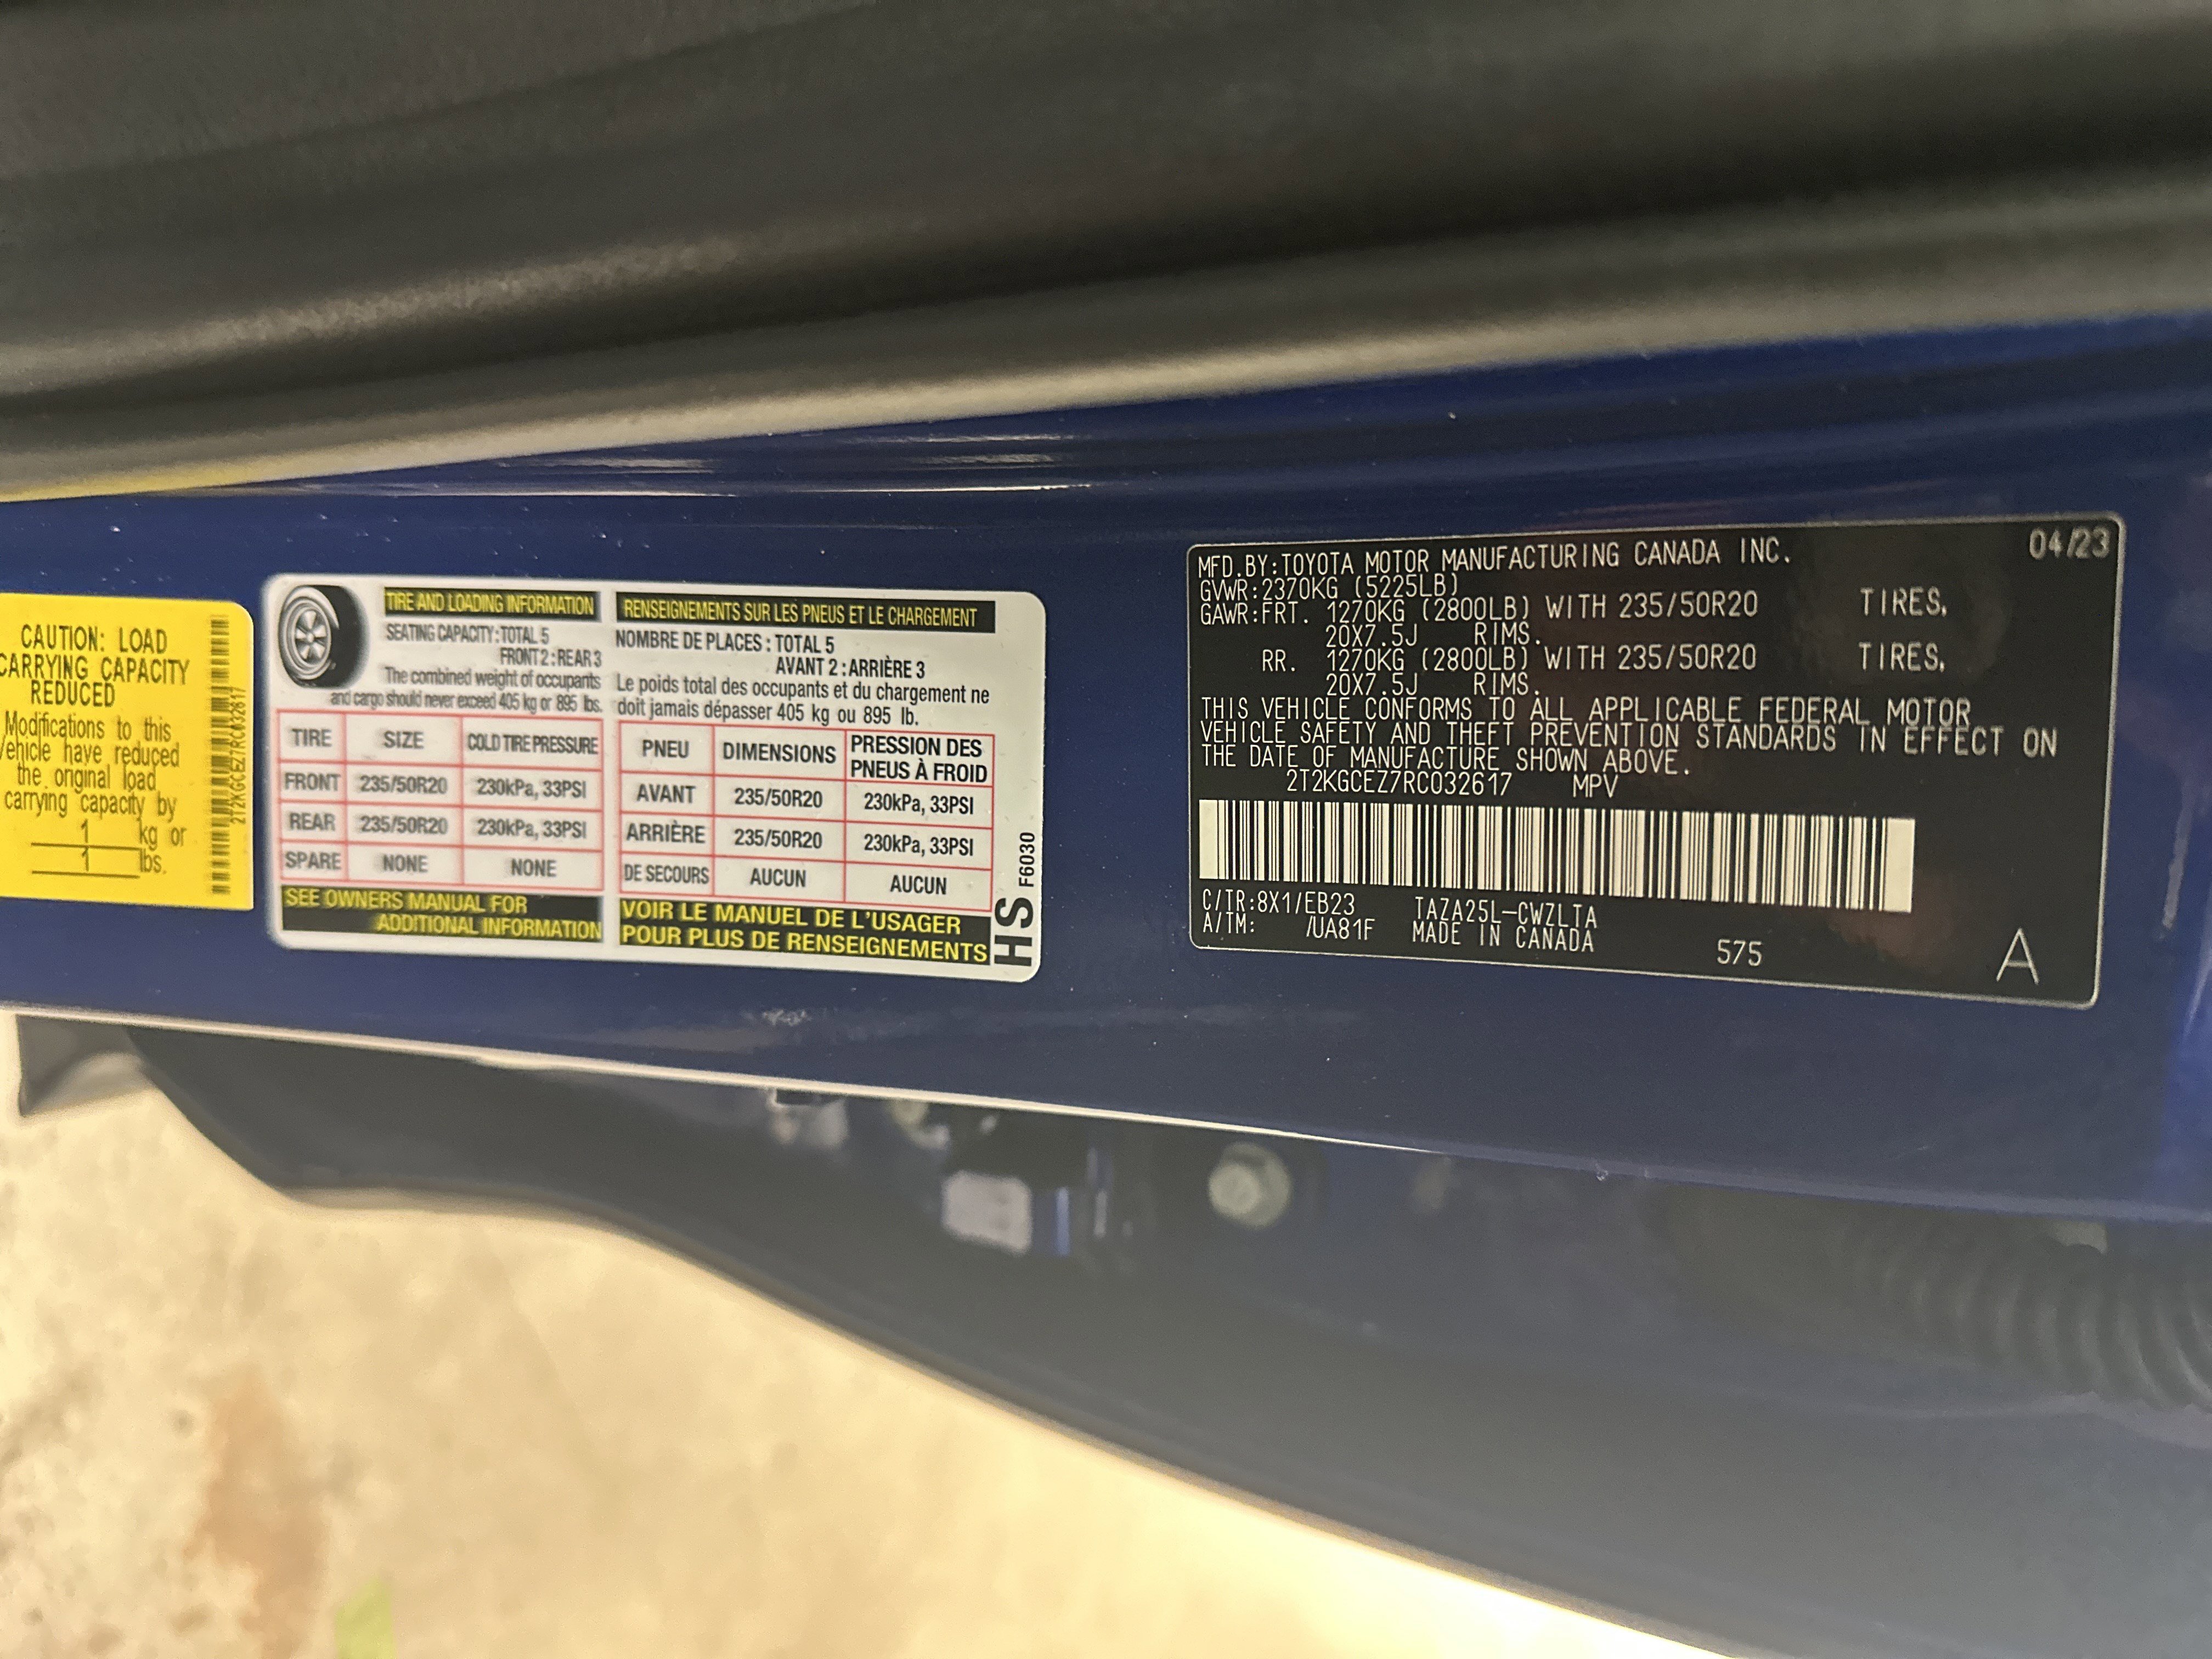 CAUTION: LOAD
CARRYING CAPACITY
REDUCED
Modifications to this
vehicle have reduced
the original load
carrying capacity by
1 kg or
1 lbs.
2T2KGCEZ7RC032617
TIRE AND LOADING INFORMATION
SEATING CAPACITY: TOTAL 5
FRONT 2 : REAR 3
The combined weight of occupants
and cargo should never exceed 405 kg or 895 lbs.
TIRE SIZE COLD TIRE PRESSURE
FRONT 235/50R20 230kPa, 33PSI
REAR 235/50R20 230kPa, 33PSI
SPARE NONE NONE
SEE OWNERS MANUAL FOR
ADDITIONAL INFORMATION
RENSEIGNEMENTS SUR LES PNEUS ET LE CHARGEMENT
NOMBRE DE PLACES : TOTAL 5
AVANT 2 : ARRIÈRE 3
Le poids total des occupants et du chargement ne
doit jamais dépasser 405 kg ou 895 lb.
PNEU DIMENSIONS PRESSION DES
PNEUS À FROID
AVANT 235/50R20 230kPa, 33PSI
ARRIÈRE 235/50R20 230kPa, 33PSI
DE SECOURS AUCUN AUCUN
VOIR LE MANUEL DE L'USAGER
POUR PLUS DE RENSEIGNEMENTS
HS F6030
04/23
MFD.BY:TOYOTA MOTOR MANUFACTURING CANADA INC.
GVWR:2370KG (5225LB)
GAWR:FRT. 1270KG (2800LB) WITH 235/50R20 TIRES,
20X7.5J RIMS.
RR. 1270KG (2800LB) WITH 235/50R20 TIRES,
20X7.5J RIMS.
THIS VEHICLE CONFORMS TO ALL APPLICABLE FEDERAL MOTOR
VEHICLE SAFETY AND THEFT PREVENTION STANDARDS IN EFFECT ON
THE DATE OF MANUFACTURE SHOWN ABOVE.
2T2KGCEZ7RC032617 MPV
C/TR:8X1/EB23 TAZA25L-CWZLTA
A/TM: /UA81F MADE IN CANADA
575
A